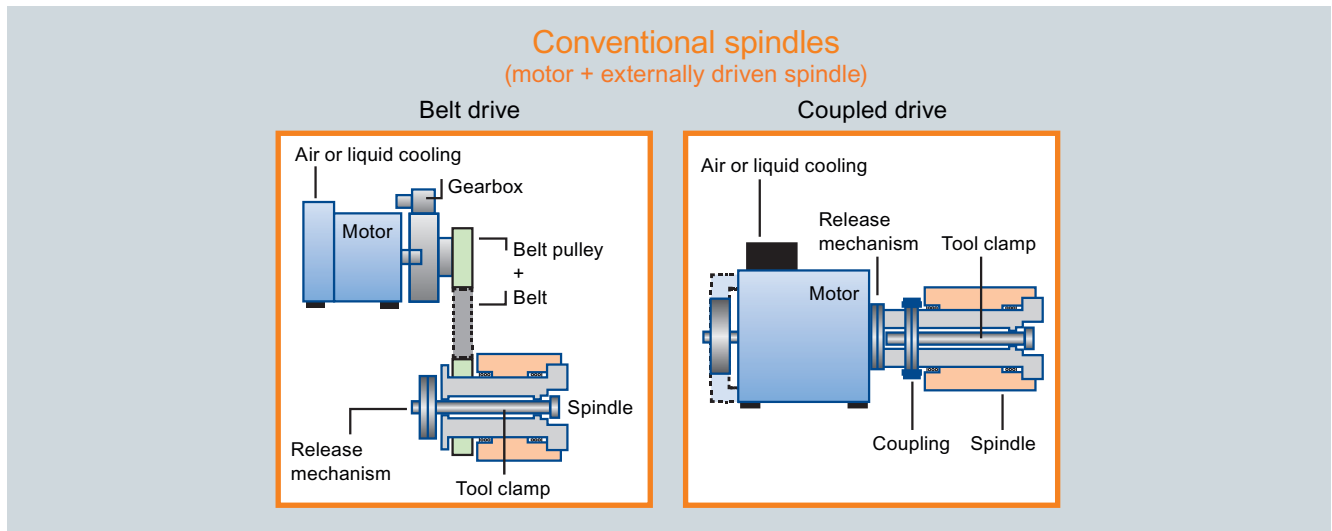 Conventional spindles
(motor + externally driven spindle)
Belt drive
Air or liquid cooling
Gearbox
Motor
Belt pulley
+
Belt
Spindle
Release
mechanism
Tool clamp
Coupled drive
Air or liquid cooling
Release
mechanism
Tool clamp
Motor
Coupling
Spindle